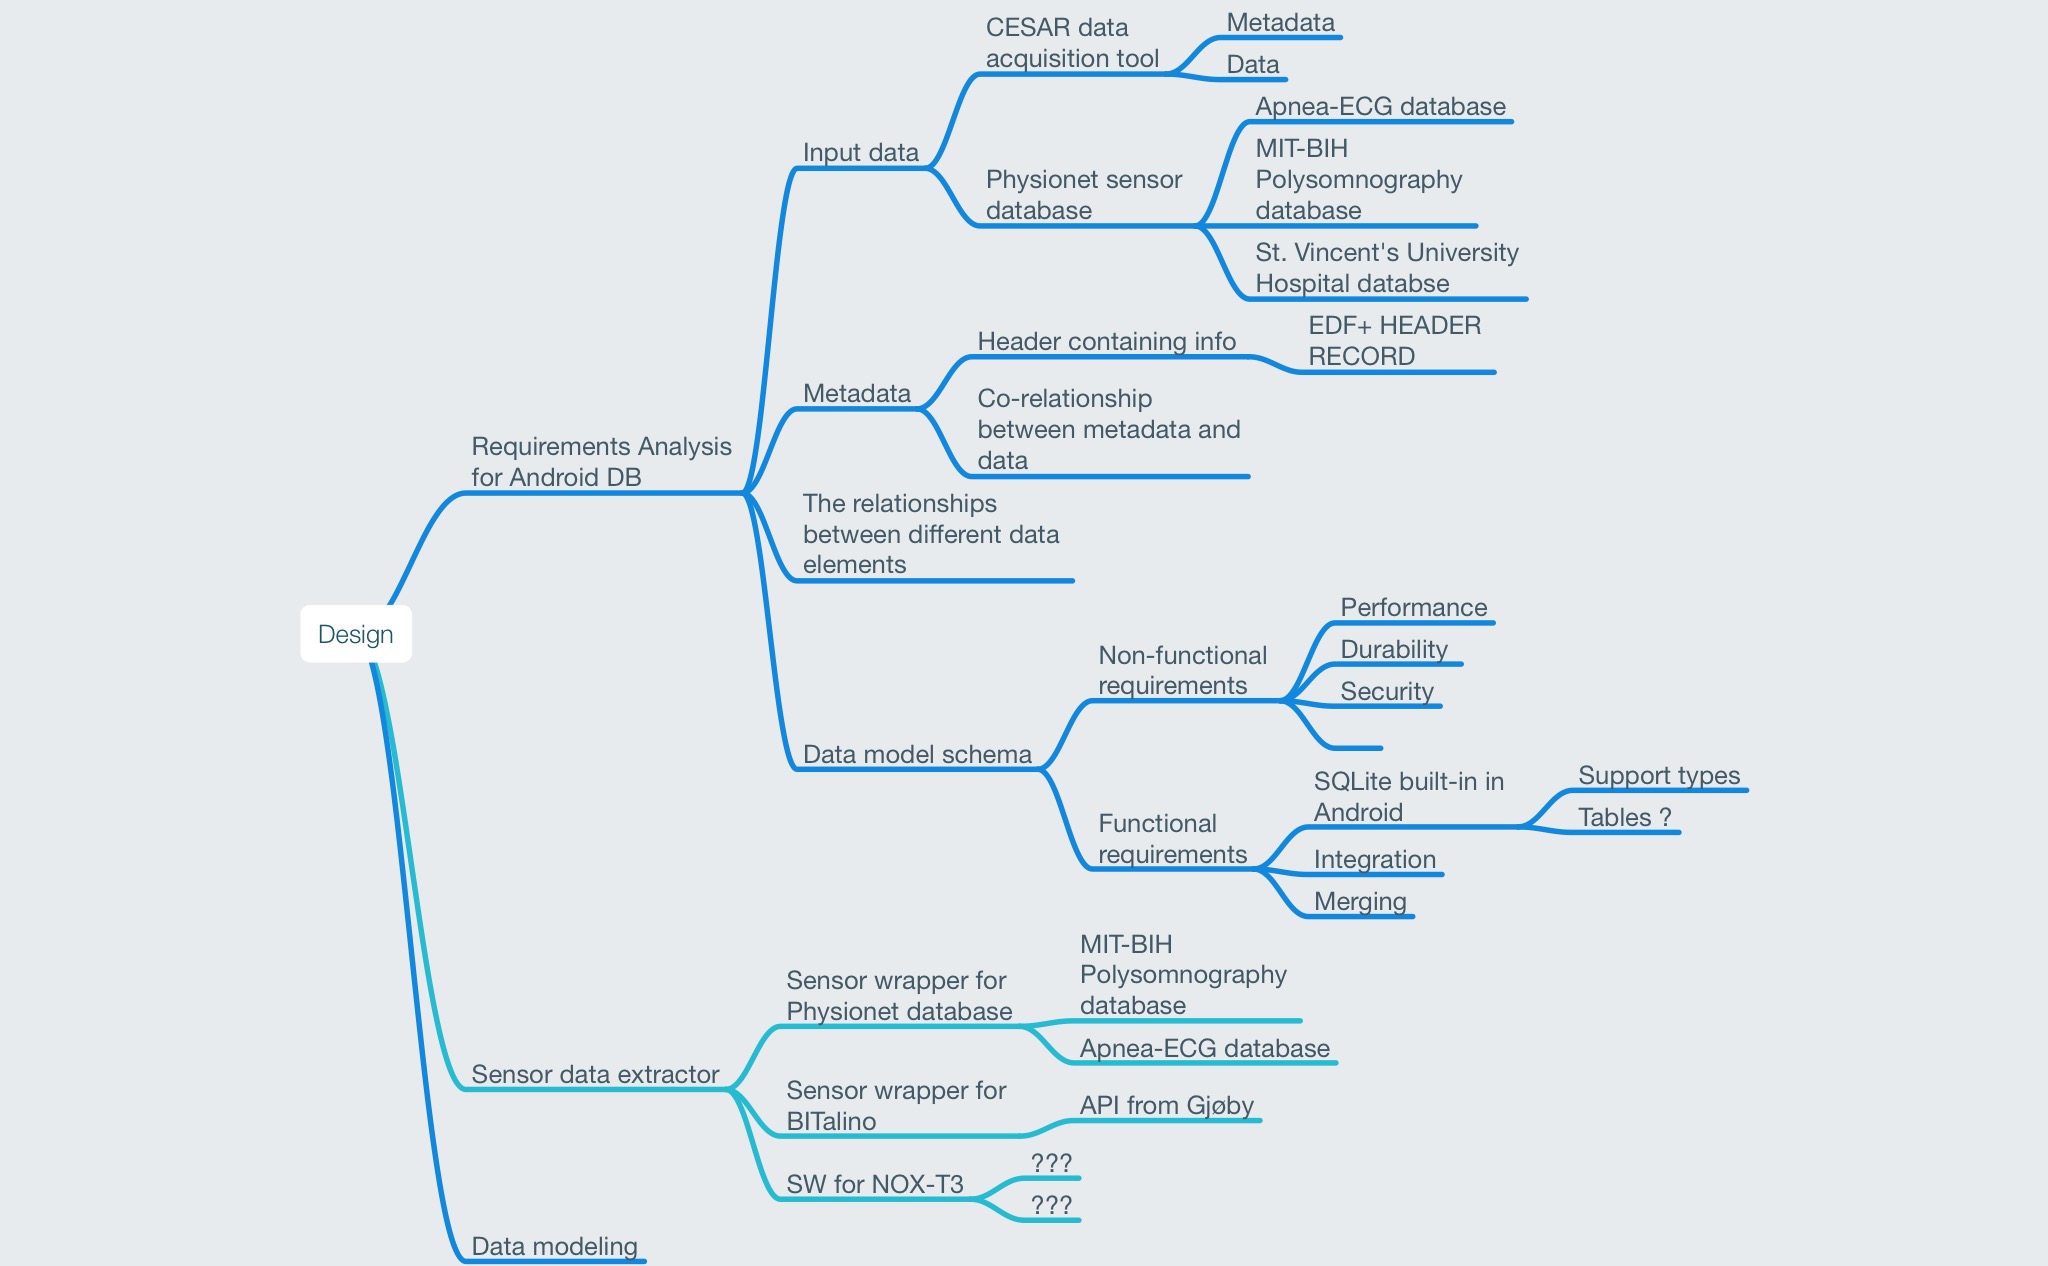 CESAR data
acquisition tool
Metadata
Data
Input data
Physionet sensor
database
Apnea-ECG database
MIT-BIH
Polysomnography
database
St. Vincent's University
Hospital databse
Requirements Analysis
for Android DB
Metadata
Header containing info
EDF+ HEADER
RECORD
Co-relationship
between metadata and
data
The relationships
between different data
elements
Design
Data model schema
Non-functional
requirements
Performance
Durability
Security
Functional
requirements
SQLite built-in in
Android
Support types
Tables ?
Integration
Merging
Sensor data extractor
Sensor wrapper for
Physionet database
MIT-BIH
Polysomnography
database
Apnea-ECG database
Sensor wrapper for
BITalino
API from Gjøby
SW for NOX-T3
???
???
Data modeling